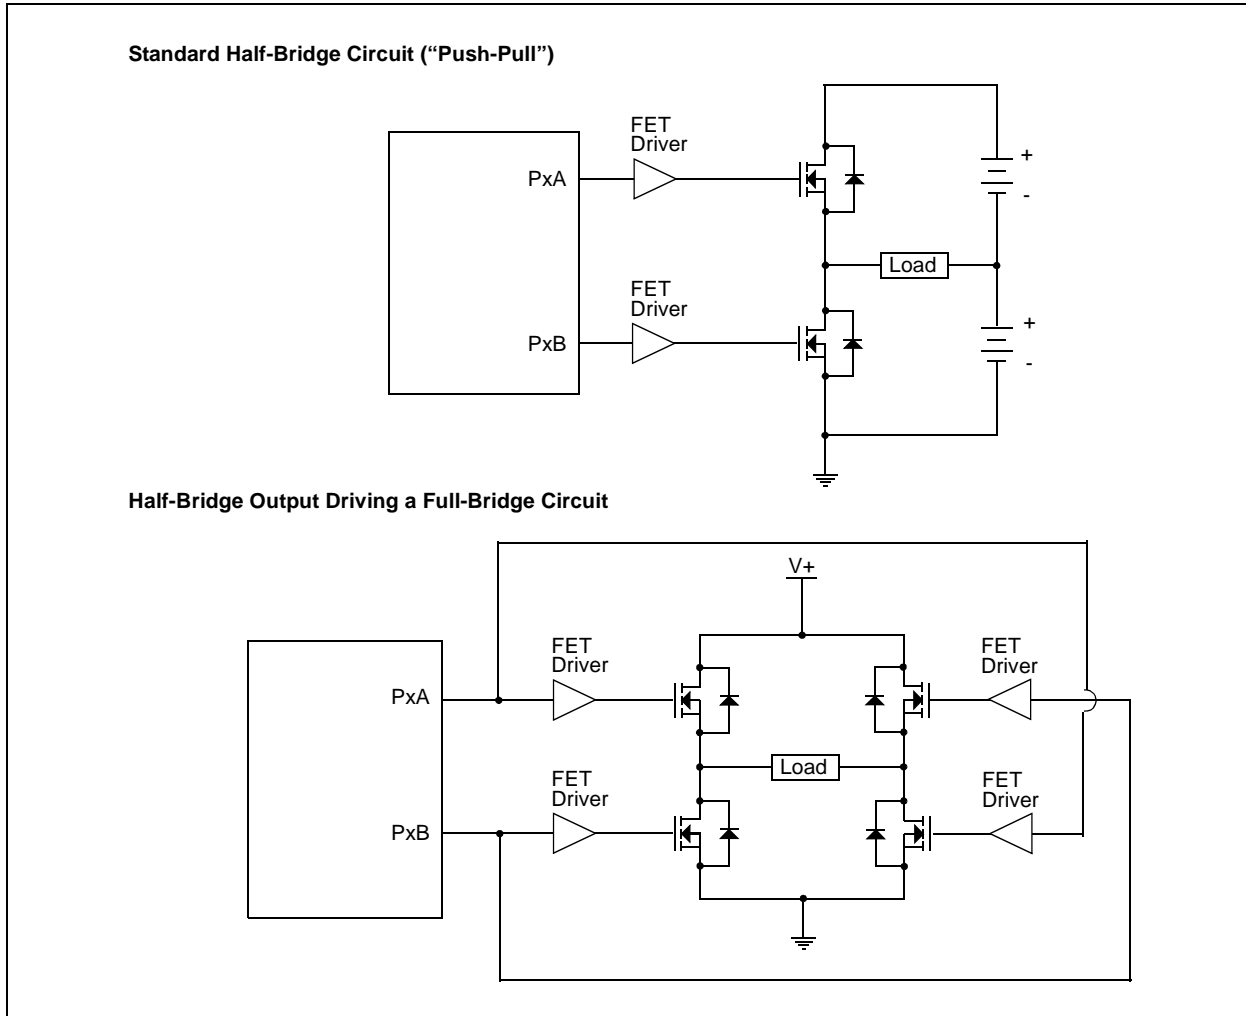 Standard Half-Bridge Circuit (“Push-Pull”)
FET
Driver
PxA
+
-
Load
FET
Driver
PxB
+
-
Half-Bridge Output Driving a Full-Bridge Circuit
V+
FET
Driver
FET
Driver
PxA
Load
FET
Driver
FET
Driver
PxB